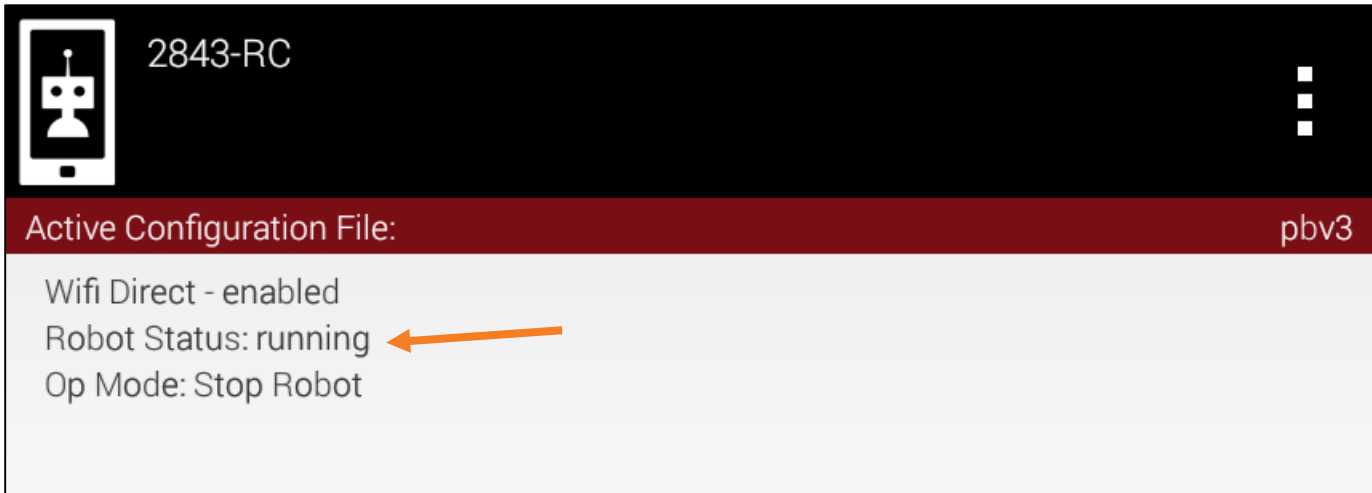 2843-RC
Active Configuration File: pbv3
Wifi Direct - enabled
Robot Status: running
Op Mode: Stop Robot